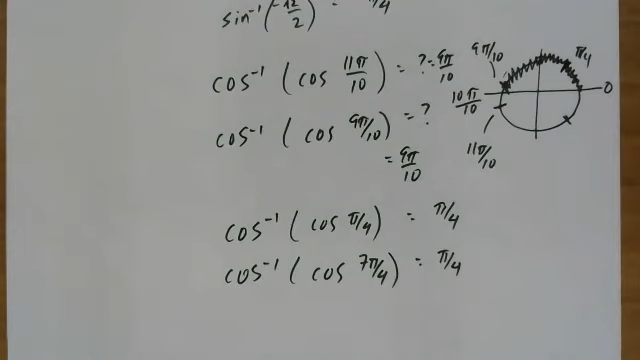 sin⁻¹(-√2/2) = π/4
cos⁻¹ ( cos 11π/10 ) = ? = 9π/10
cos⁻¹ ( cos 9π/10 ) = ?
= 9π/10
cos⁻¹ ( cos π/4 ) = π/4
cos⁻¹ ( cos 7π/4 ) = π/4
9π/10
π/4
10π/10
0
11π/10